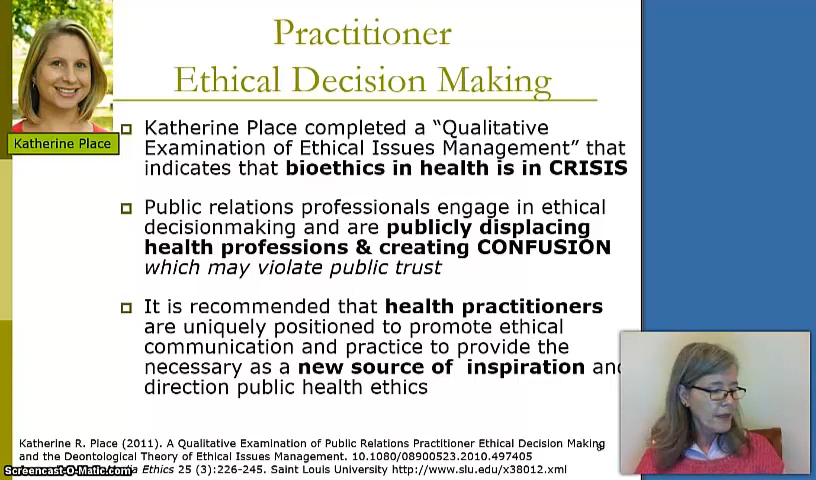 Practitioner
Ethical Decision Making
Katherine Place
Katherine Place completed a “Qualitative
Examination of Ethical Issues Management” that
indicates that bioethics in health is in CRISIS
Public relations professionals engage in ethical
decisionmaking and are publicly displacing
health professions & creating CONFUSION
which may violate public trust
It is recommended that health practitioners
are uniquely positioned to promote ethical
communication and practice to provide the
necessary as a new source of inspiration and
direction public health ethics
Katherine R. Place (2011). A Qualitative Examination of Public Relations Practitioner Ethical Decision Making
and the Deontological Theory of Ethical Issues Management. 10.1080/08900523.2010.497405
Media Ethics 25 (3):226-245. Saint Louis University http://www.slu.edu/x38012.xml
Screencast-O-Matic.com